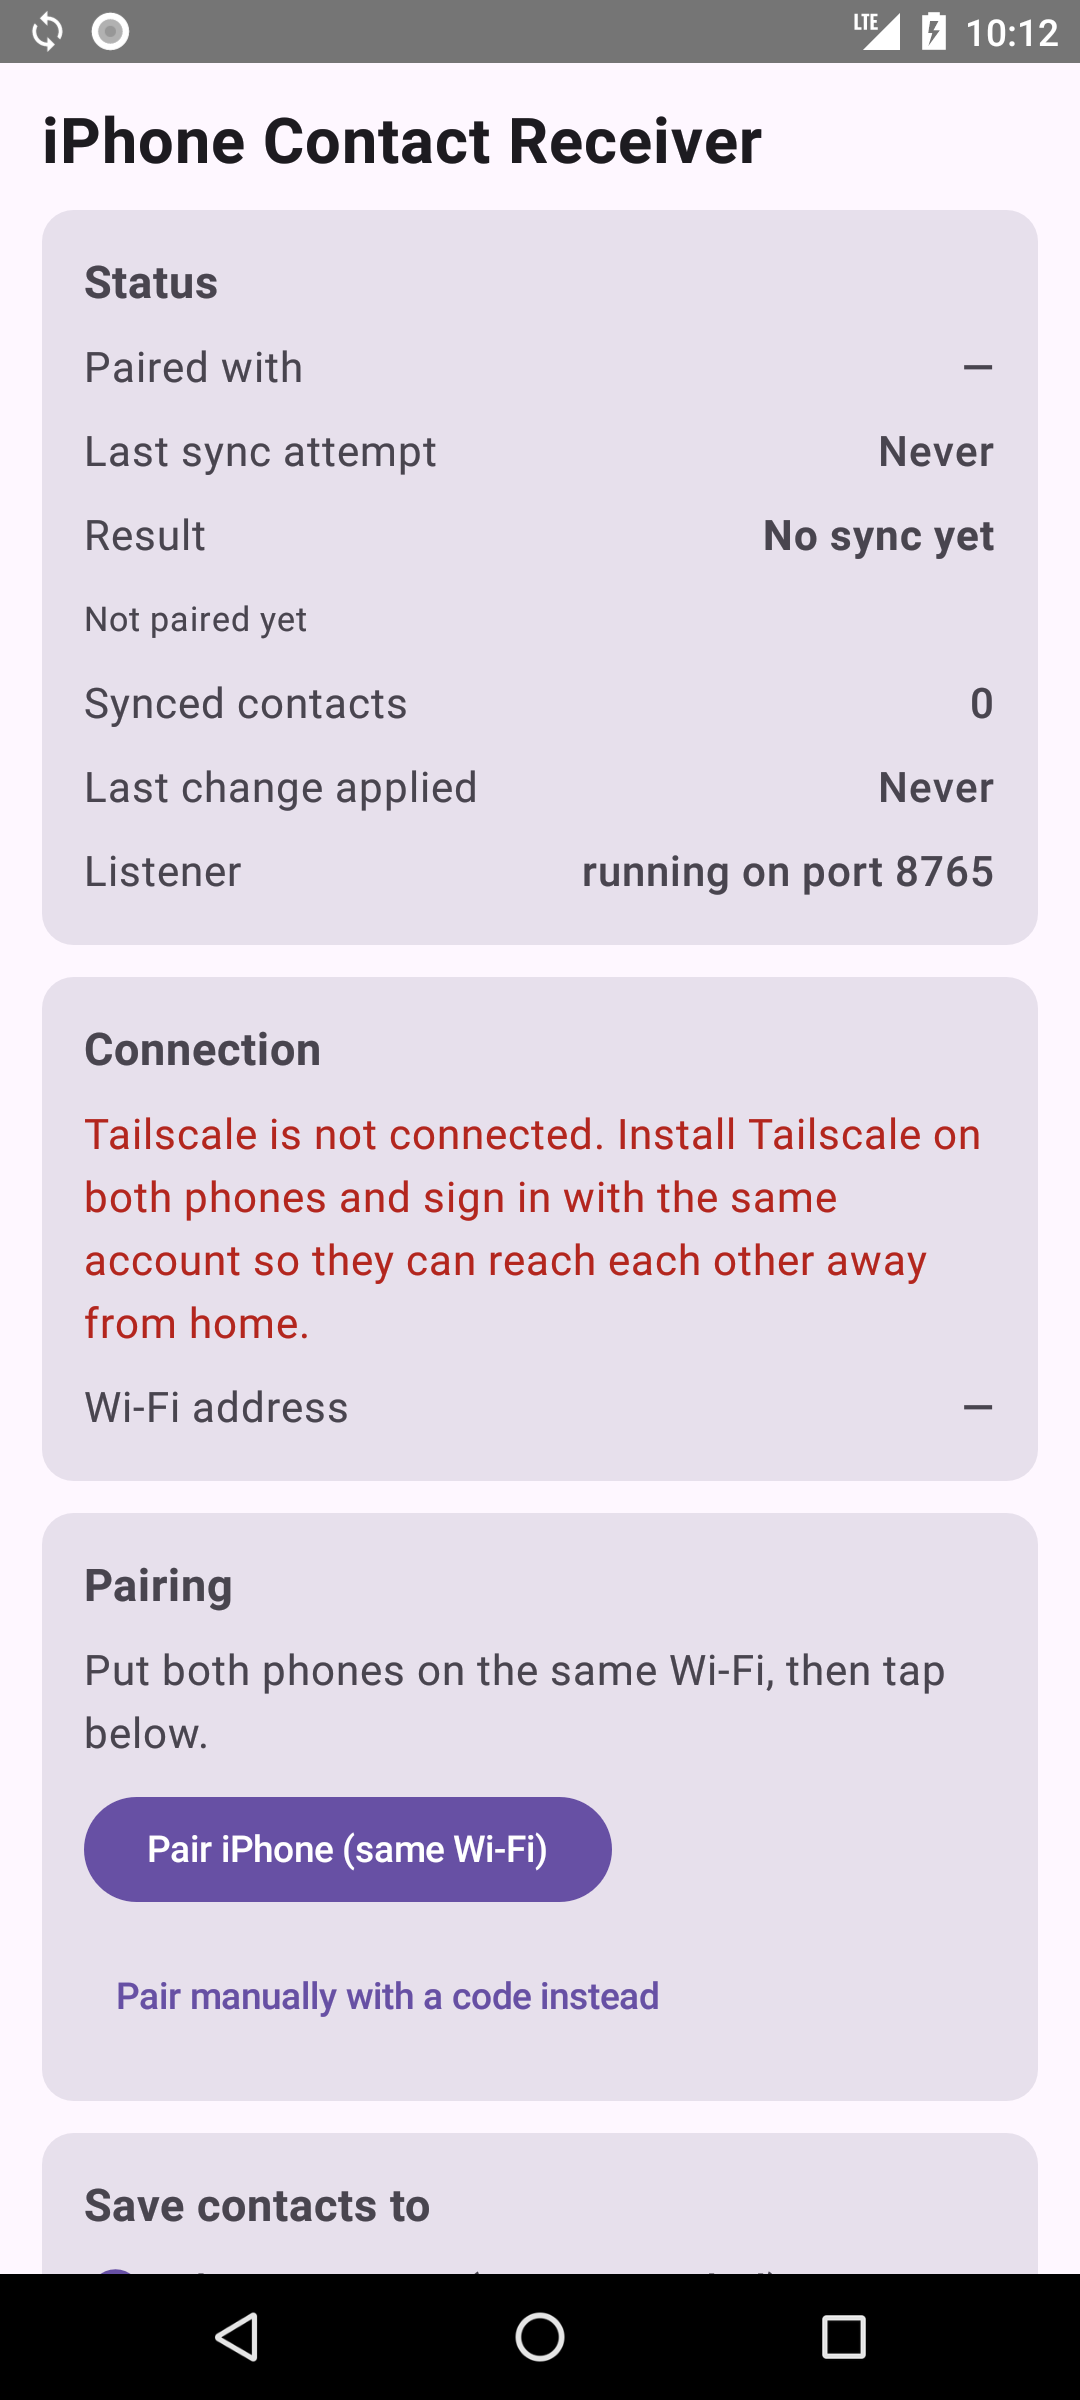 LTE 10:12
iPhone Contact Receiver
Status
Paired with –
Last sync attempt Never
Result No sync yet
Not paired yet
Synced contacts 0
Last change applied Never
Listener running on port 8765
Connection
Tailscale is not connected. Install Tailscale on
both phones and sign in with the same
account so they can reach each other away
from home.
Wi-Fi address –
Pairing
Put both phones on the same Wi-Fi, then tap
below.
Pair iPhone (same Wi-Fi)
Pair manually with a code instead
Save contacts to